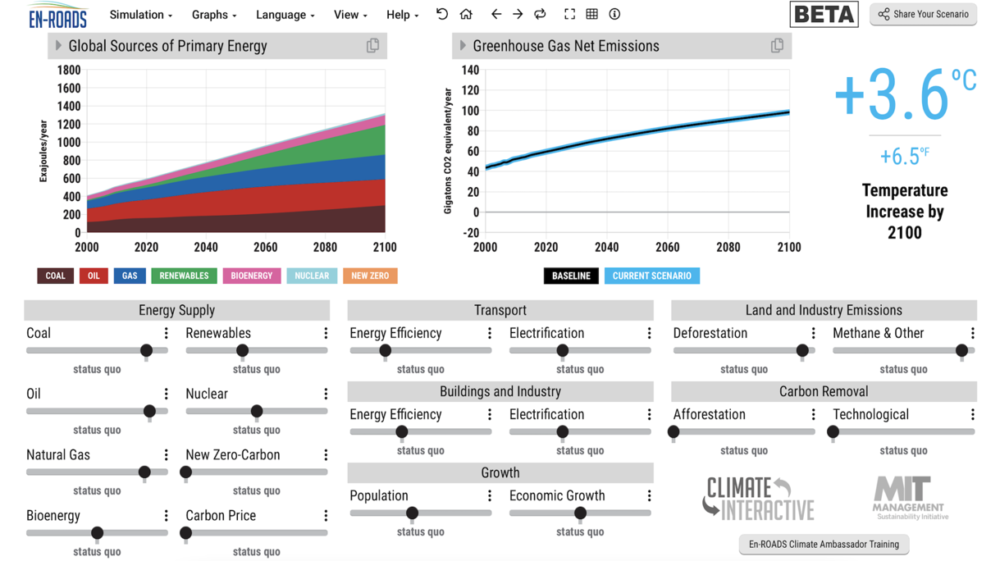 EN-ROADS
Simulation Graphs Language View Help
BETA
Share Your Scenario
Global Sources of Primary Energy
Exajoules/year
1800
1600
1400
1200
1000
800
600
400
200
0
2000 2020 2040 2060 2080 2100
COAL OIL GAS RENEWABLES BIOENERGY NUCLEAR NEW ZERO
Greenhouse Gas Net Emissions
Gigatons CO2 equivalent/year
140
120
100
80
60
40
20
0
-20
2000 2020 2040 2060 2080 2100
BASELINE CURRENT SCENARIO
+3.6°C
+6.5°F
Temperature
Increase by
2100
Energy Supply
Coal Renewables
status quo status quo
Oil Nuclear
status quo status quo
Natural Gas New Zero-Carbon
status quo status quo
Bioenergy Carbon Price
status quo status quo
Transport
Energy Efficiency Electrification
status quo status quo
Buildings and Industry
Energy Efficiency Electrification
status quo status quo
Growth
Population Economic Growth
status quo status quo
Land and Industry Emissions
Deforestation Methane & Other
status quo status quo
Carbon Removal
Afforestation Technological
status quo status quo
CLIMATE
INTERACTIVE
MIT
MANAGEMENT
Sustainability Initiative
En-ROADS Climate Ambassador Training